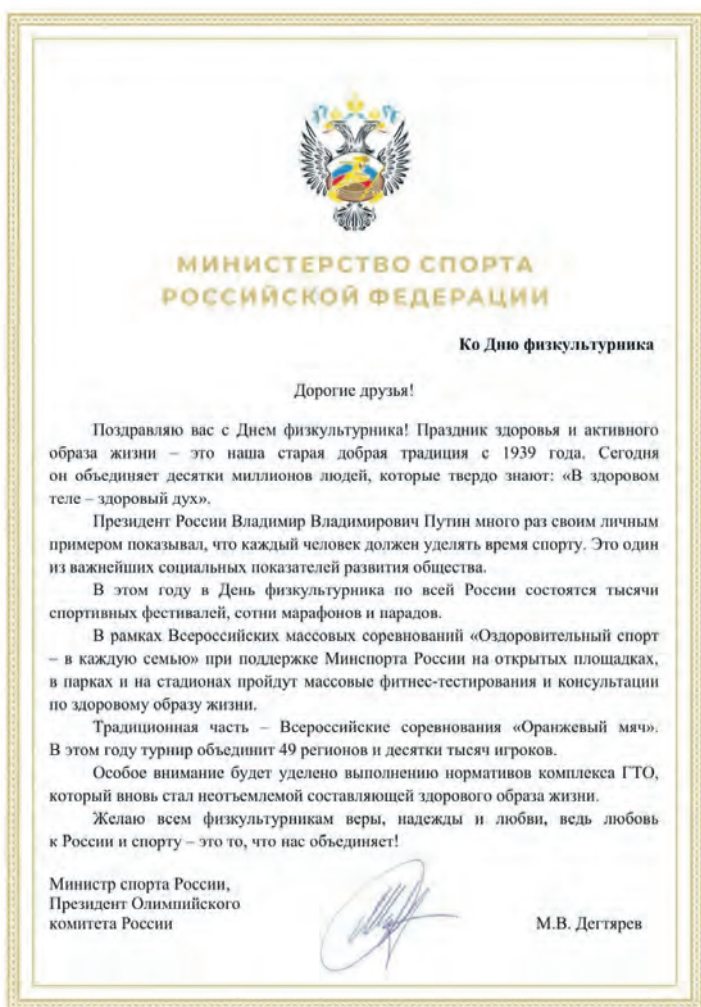 МИНИСТЕРСТВО СПОРТА
РОССИЙСКОЙ ФЕДЕРАЦИИ
Ко Дню физкультурника
Дорогие друзья!
Поздравляю вас с Днем физкультурника! Праздник здоровья и активного
образа жизни – это наша старая добрая традиция с 1939 года. Сегодня
он объединяет десятки миллионов людей, которые твердо знают: «В здоровом
теле – здоровый дух».
Президент России Владимир Владимирович Путин много раз своим личным
примером показывал, что каждый человек должен уделять время спорту. Это один
из важнейших социальных показателей развития общества.
В этом году в День физкультурника по всей России состоятся тысячи
спортивных фестивалей, сотни марафонов и парадов.
В рамках Всероссийских массовых соревнований «Оздоровительный спорт
– в каждую семью» при поддержке Минспорта России на открытых площадках,
в парках и на стадионах пройдут массовые фитнес-тестирования и консультации
по здоровому образу жизни.
Традиционная часть – Всероссийские соревнования «Оранжевый мяч».
В этом году турнир объединит 49 регионов и десятки тысяч игроков.
Особое внимание будет уделено выполнению нормативов комплекса ГТО,
который вновь стал неотъемлемой составляющей здорового образа жизни.
Желаю всем физкультурникам веры, надежды и любви, ведь любовь
к России и спорту – это то, что нас объединяет!
Министр спорта России,
Президент Олимпийского
комитета России
М.В. Дегтярев